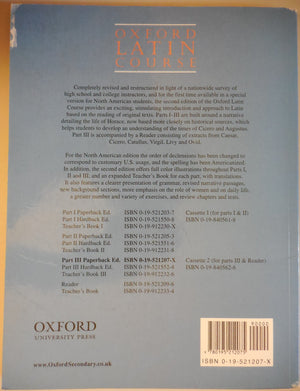 OXFORD
LATIN
COURSE
Completely revised and restructured in light of a nationwide survey of
high school and college instructors, and for the first time available in a special
version for North American students, the second edition of the Oxford Latin
Course provides an exciting, stimulating introduction and approach to Latin
based on the reading of original texts. Parts I-III are built around a narrative
detailing the life of Horace, now based more closely on historical sources, which
helps students to develop an understanding of the times of Cicero and Augustus.
Part III is accompanied by a Reader containing extracts from Caesar,
Cicero, Catullus, Virgil, Livy and Ovid.
For the North American edition the order of declensions has been changed to
correspond to customary U.S. usage, and the spelling has been Americanized.
In addition, the second edition offers full colour illustrations throughout Parts I,
II and III; and an expanded Teacher's Book for each part, with translations.
It also features a clearer presentation of grammar, revised narrative passages,
new background sections, more emphasis on the role of women and on daily life,
a greater number and variety of exercises, and review chapters and tests.
Part I Paperback Ed. ISBN 0-19-521203-7 Cassette 1 (for parts I & II)
Part I Hardback Ed. ISBN 0-19-521550-8 ISBN 0-19-840561-8
Teacher's Book I ISBN 0-19-912230-X
Part II Paperback Ed. ISBN 0-19-521205-3
Part II Hardback Ed. ISBN 0-19-521551-6
Teacher's Book II ISBN 0-19-912231-8
Part III Paperback Ed. ISBN 0-19-521207-X Cassette 2 (for parts III & Reader)
Part III Hardback Ed. ISBN 0-19-521552-4 ISBN 0-19-840562-6
Teacher's Book III ISBN 0-19-912232-6
Reader ISBN 0-19-521209-6
Teacher's Book ISBN 0-19-912233-4
OXFORD
UNIVERSITY PRESS
www.OxfordSecondary.co.uk
90000
9780195212075
ISBN 0-19-521207-X